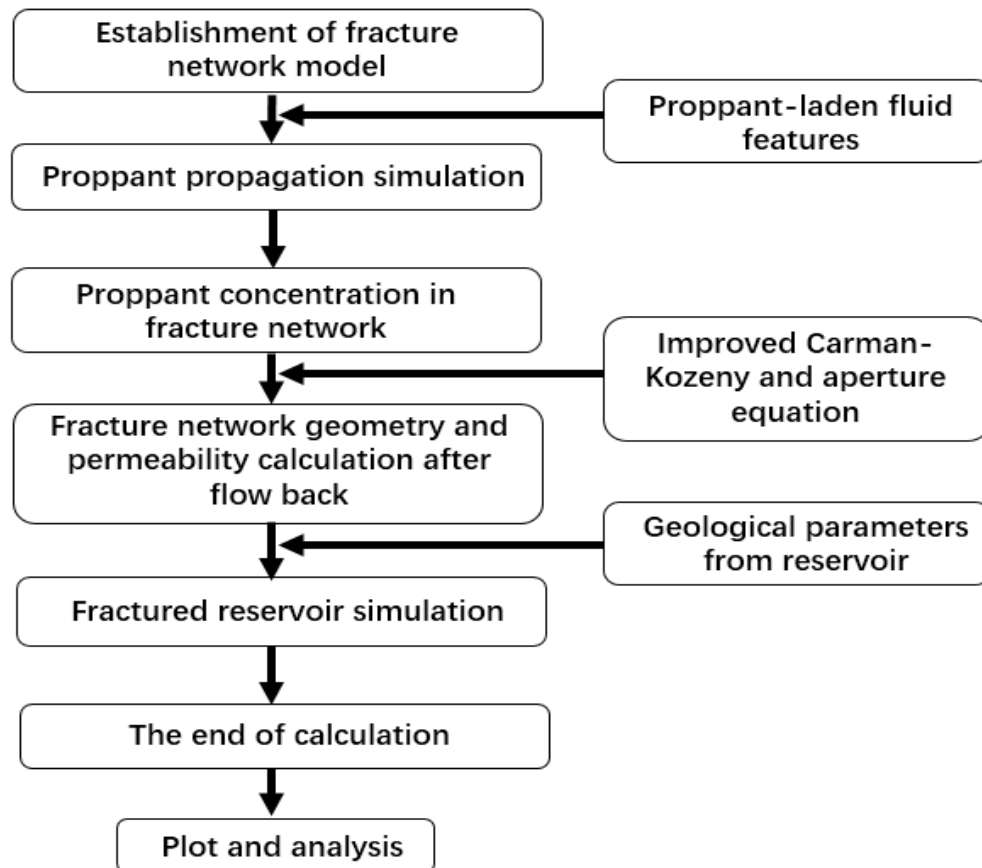 Establishment of fracture
network model
Proppant-laden fluid
features
Proppant propagation simulation
Proppant concentration in
fracture network
Improved Carman-
Kozeny and aperture
equation
Fracture network geometry and
permeability calculation after
flow back
Geological parameters
from reservoir
Fractured reservoir simulation
The end of calculation
Plot and analysis